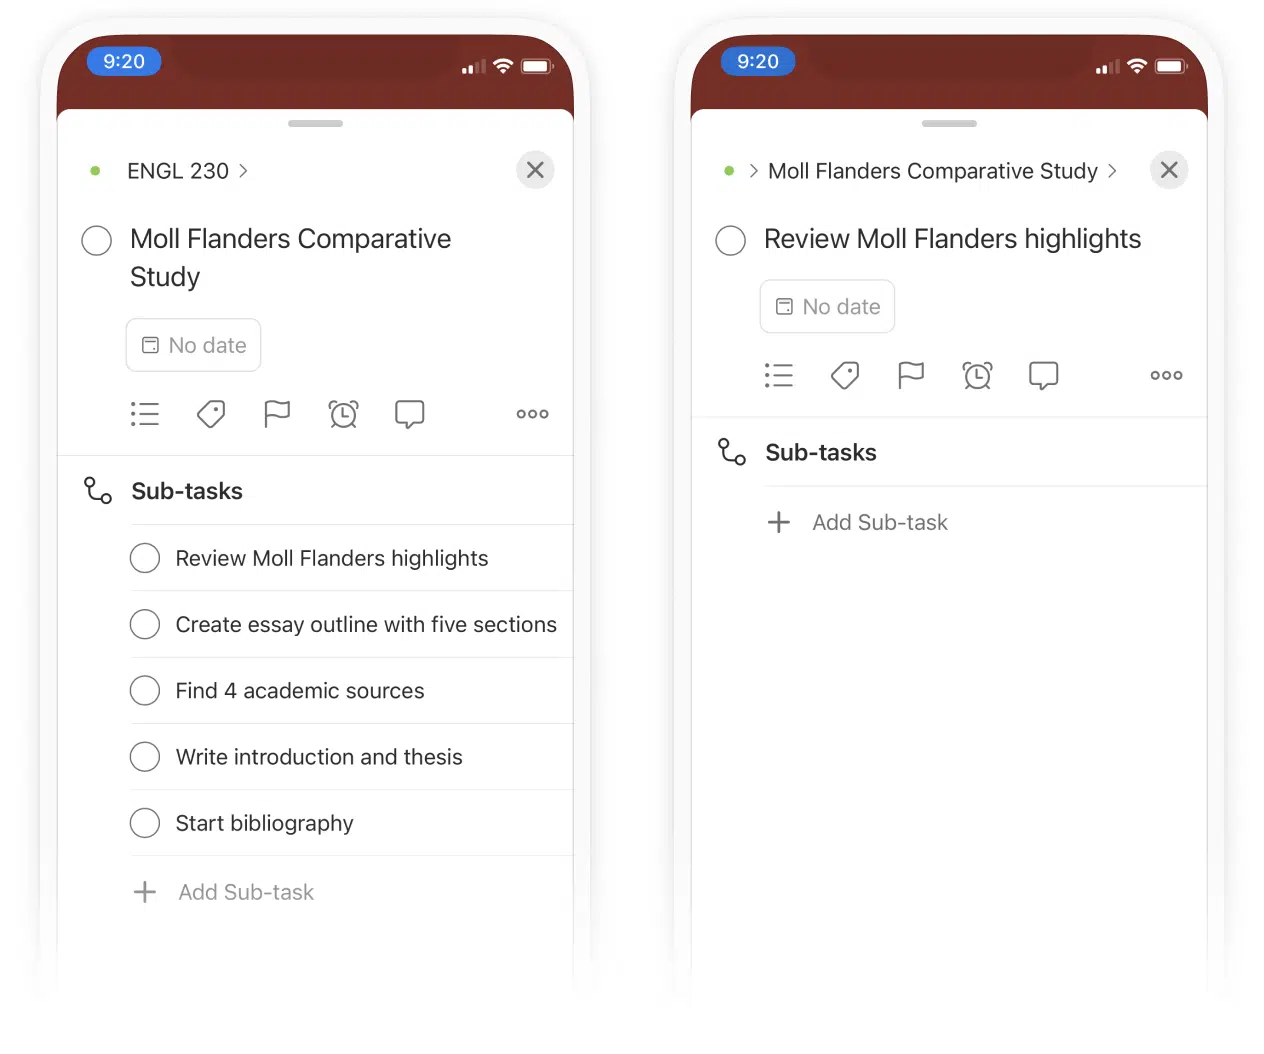 9:20
ENGL 230
Moll Flanders Comparative
Study
No date
Sub-tasks
Review Moll Flanders highlights
Create essay outline with five sections
Find 4 academic sources
Write introduction and thesis
Start bibliography
Add Sub-task
9:20
Moll Flanders Comparative Study
Review Moll Flanders highlights
No date
Sub-tasks
Add Sub-task